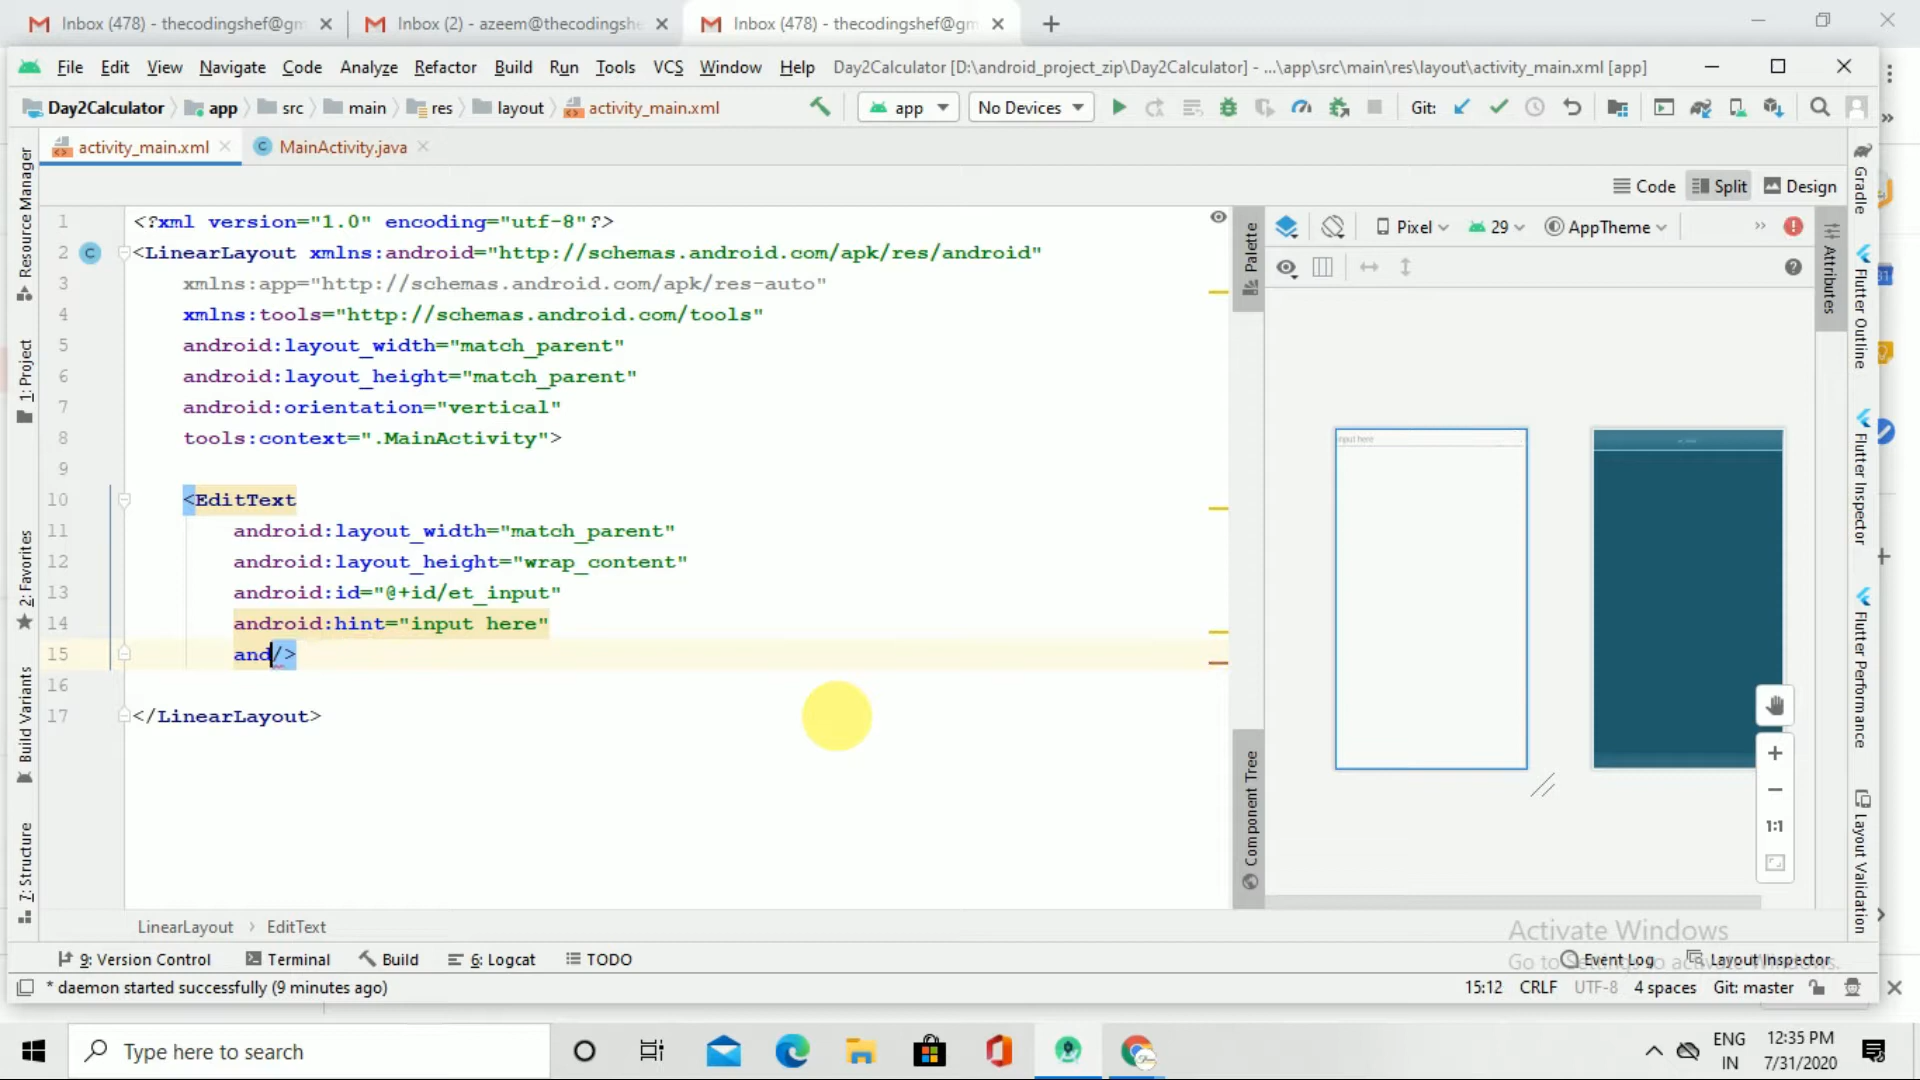 Inbox (478) - thecodingshef@gm
Inbox (2) - azeem@thecodingshe
Inbox (478) - thecodingshef@gm
File Edit View Navigate Code Analyze Refactor Build Run Tools VCS Window Help Day2Calculator [D:\android_project_zip\Day2Calculator] - ...\app\src\main\res\layout\activity_main.xml [app]
Day2Calculator app src main res layout activity_main.xml app No Devices Git:
activity_main.xml MainActivity.java
Code Split Design
1 <?xml version="1.0" encoding="utf-8"?>
2 <LinearLayout xmlns:android="http://schemas.android.com/apk/res/android"
3 xmlns:app="http://schemas.android.com/apk/res-auto"
4 xmlns:tools="http://schemas.android.com/tools"
5 android:layout_width="match_parent"
6 android:layout_height="match_parent"
7 android:orientation="vertical"
8 tools:context=".MainActivity">
9
10 <EditText
11 android:layout_width="match_parent"
12 android:layout_height="wrap_content"
13 android:id="@+id/et_input"
14 android:hint="input here"
15 and/>
16
17 </LinearLayout>
LinearLayout › EditText
Resource Manager
1: Project
2: Favorites
Build Variants
7: Structure
Palette
Component Tree
Pixel 29 AppTheme
input here
1:1
Attributes
Gradle
Flutter Outline
Flutter Inspector
Flutter Performance
Layout Validation
Activate Windows
Go to Settings to activate Windows.
9: Version Control Terminal Build 6: Logcat TODO Event Log Layout Inspector
* daemon started successfully (9 minutes ago) 15:12 CRLF UTF-8 4 spaces Git: master
Type here to search
ENG
IN
12:35 PM
7/31/2020